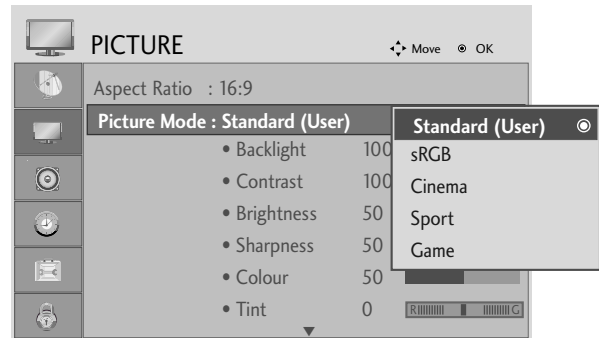 PICTURE
Move OK
Aspect Ratio : 16:9
Picture Mode : Standard (User)
• Backlight 100
• Contrast 100
• Brightness 50
• Sharpness 50
• Colour 50
• Tint 0
R G
Standard (User)
sRGB
Cinema
Sport
Game